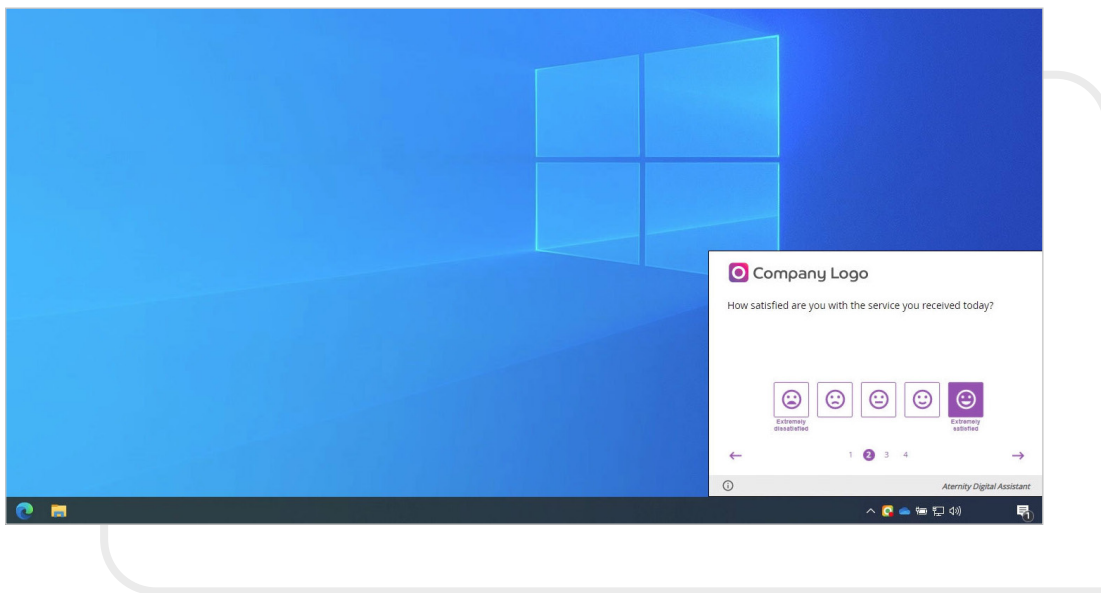 Company Logo
How satisfied are you with the service you received today?
Extremely
dissatisfied
Extremely
satisfied
1 2 3 4
Aternity Digital Assistant
1